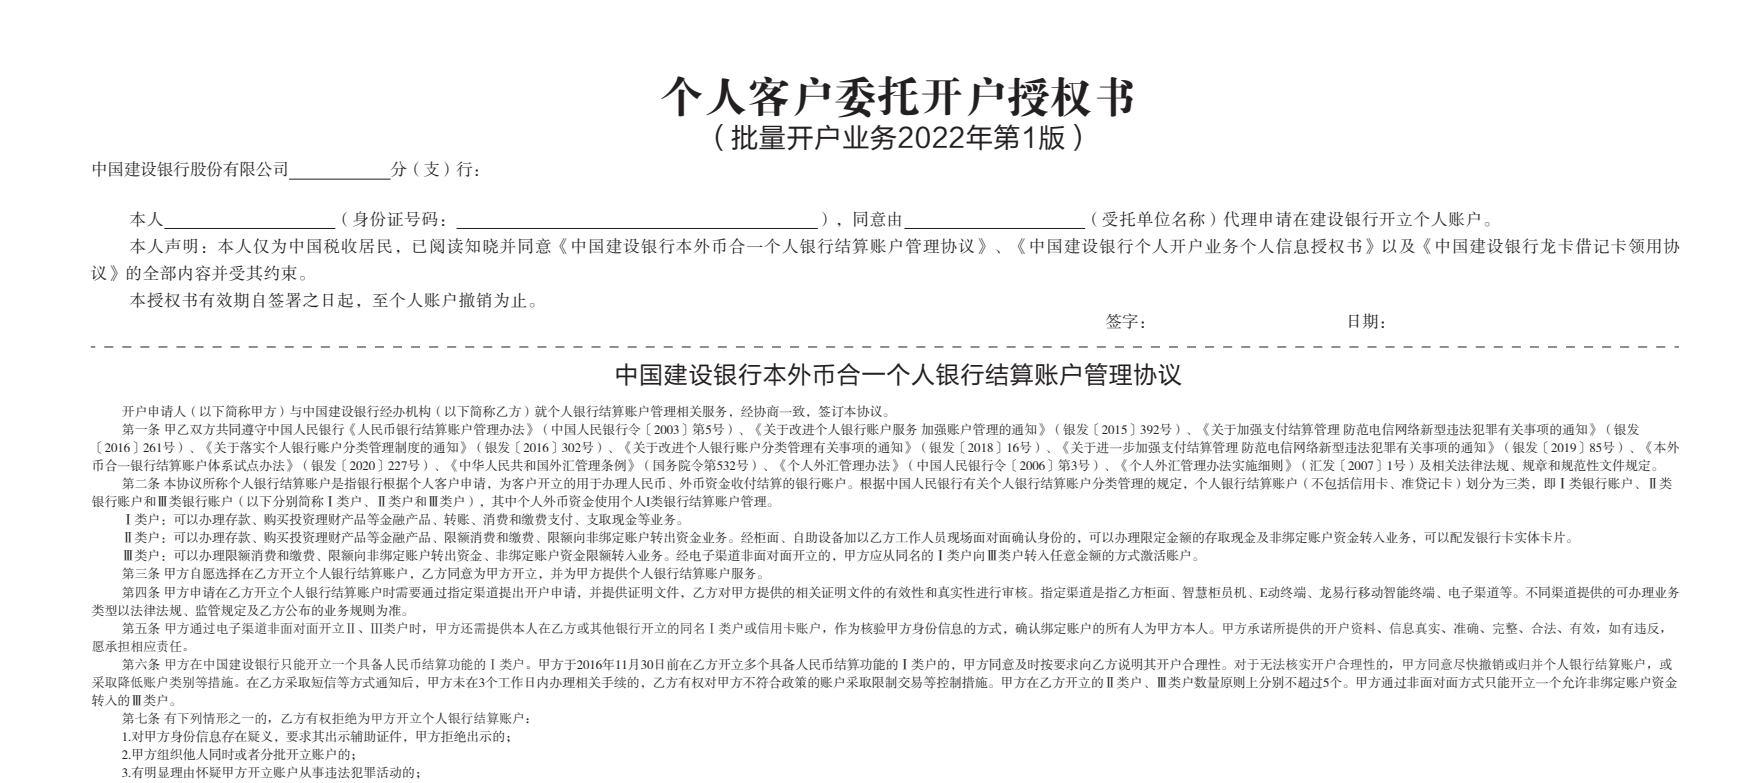 个人客户委托开户授权书
（批量开户业务2022年第1版）
中国建设银行股份有限公司____________分（支）行：
本人____________________（身份证号码：__________________________________________），同意由_____________________（受托单位名称）代理申请在建设银行开立个人账户。
本人声明：本人仅为中国税收居民，已阅读知晓并同意《中国建设银行本外币合一个人银行结算账户管理协议》、《中国建设银行个人开户业务个人信息授权书》以及《中国建设银行龙卡借记卡领用协
议》的全部内容并受其约束。
本授权书有效期自签署之日起，至个人账户撤销为止。
签字： 日期：
中国建设银行本外币合一个人银行结算账户管理协议
开户申请人（以下简称甲方）与中国建设银行经办机构（以下简称乙方）就个人银行结算账户管理相关服务，经协商一致，签订本协议。
第一条 甲乙双方共同遵守中国人民银行《人民币银行结算账户管理办法》（中国人民银行令〔2003〕第5号）、《关于改进个人银行账户服务 加强账户管理的通知》（银发〔2015〕392号）、《关于加强支付结算管理 防范电信网络新型违法犯罪有关事项的通知》（银发
〔2016〕261号）、《关于落实个人银行账户分类管理制度的通知》（银发〔2016〕302号）、《关于改进个人银行账户分类管理有关事项的通知》（银发〔2018〕16号）、《关于进一步加强支付结算管理 防范电信网络新型违法犯罪有关事项的通知》（银发〔2019〕85号）、《本外
币合一银行结算账户体系试点办法》（银发〔2020〕227号）、《中华人民共和国外汇管理条例》（国务院令第532号）、《个人外汇管理办法》（中国人民银行令〔2006〕第3号）、《个人外汇管理办法实施细则》（汇发〔2007〕1号）及相关法律法规、规章和规范性文件规定。
第二条 本协议所称个人银行结算账户是指银行根据个人客户申请，为客户开立的用于办理人民币、外币资金收付结算的银行账户。根据中国人民银行有关个人银行结算账户分类管理的规定，个人银行结算账户（不包括信用卡、准贷记卡）划分为三类，即Ⅰ类银行账户、Ⅱ类
银行账户和Ⅲ类银行账户（以下分别简称Ⅰ类户、Ⅱ类户和Ⅲ类户），其中个人外币资金使用个人I类银行结算账户管理。
Ⅰ类户：可以办理存款、购买投资理财产品等金融产品、转账、消费和缴费支付、支取现金等业务。
Ⅱ类户：可以办理存款、购买投资理财产品等金融产品、限额消费和缴费、限额向非绑定账户转出资金业务。经柜面、自助设备加以乙方工作人员现场面对面确认身份的，可以办理限定金额的存取现金及非绑定账户资金转入业务，可以配发银行卡实体卡片。
Ⅲ类户：可以办理限额消费和缴费、限额向非绑定账户转出资金、非绑定账户资金限额转入业务。经电子渠道非面对面开立的，甲方应从同名的Ⅰ类户向Ⅲ类户转入任意金额的方式激活账户。
第三条 甲方自愿选择在乙方开立个人银行结算账户，乙方同意为甲方开立，并为甲方提供个人银行结算账户服务。
第四条 甲方申请在乙方开立个人银行结算账户时需要通过指定渠道提出开户申请，并提供证明文件，乙方对甲方提供的相关证明文件的有效性和真实性进行审核。指定渠道是指乙方柜面、智慧柜员机、E动终端、龙易行移动智能终端、电子渠道等。不同渠道提供的可办理业务
类型以法律法规、监管规定及乙方公布的业务规则为准。
第五条 甲方通过电子渠道非面对面开立Ⅱ、Ⅲ类户时，甲方还需提供本人在乙方或其他银行开立的同名Ⅰ类户或信用卡账户，作为核验甲方身份信息的方式，确认绑定账户的所有人为甲方本人。甲方承诺所提供的开户资料、信息真实、准确、完整、合法、有效，如有违反，
愿承担相应责任。
第六条 甲方在中国建设银行只能开立一个具备人民币结算功能的Ⅰ类户。甲方于2016年11月30日前在乙方开立多个具备人民币结算功能的Ⅰ类户的，甲方同意及时按要求向乙方说明其开户合理性。对于无法核实开户合理性的，甲方同意尽快撤销或归并个人银行结算账户，或
采取降低账户类别等措施。在乙方采取短信等方式通知后，甲方未在3个工作日内办理相关手续的，乙方有权对甲方不符合政策的账户采取限制交易等控制措施。甲方在乙方开立的Ⅱ类户、Ⅲ类户数量原则上分别不超过5个。甲方通过非面对面方式只能开立一个允许非绑定账户资金
转入的Ⅲ类户。
第七条 有下列情形之一的，乙方有权拒绝为甲方开立个人银行结算账户：
1.对甲方身份信息存在疑义，要求其出示辅助证件，甲方拒绝出示的；
2.甲方组织他人同时或者分批开立账户的；
3.有明显理由怀疑甲方开立账户从事违法犯罪活动的；